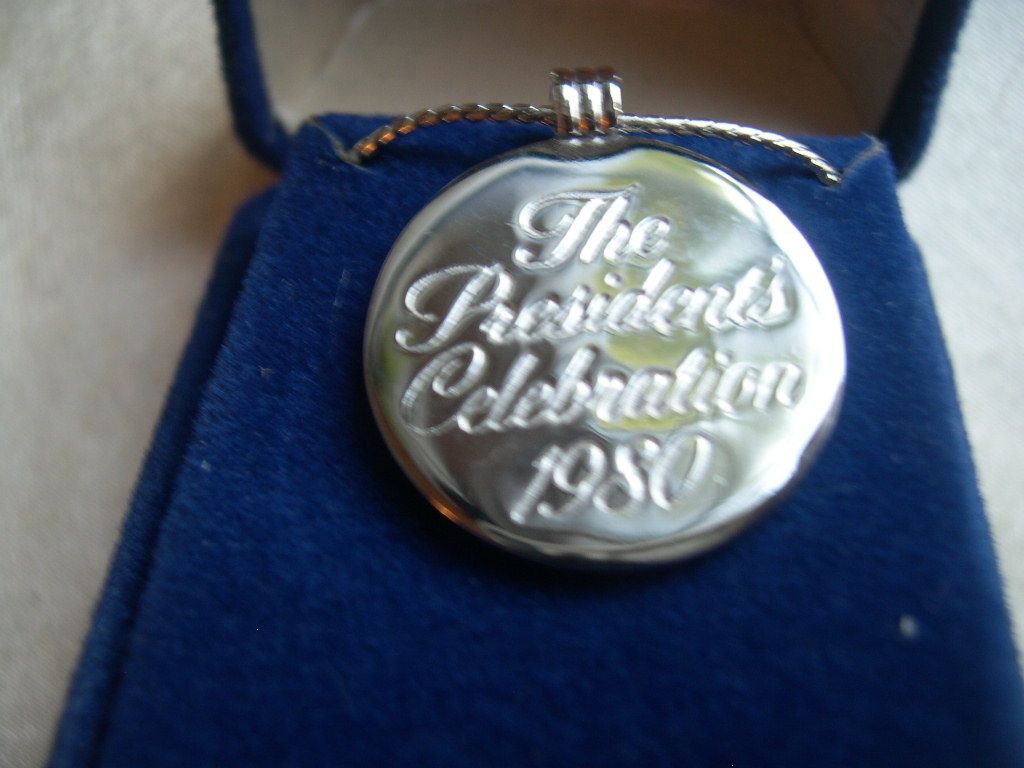 The
President's
Celebration
1980